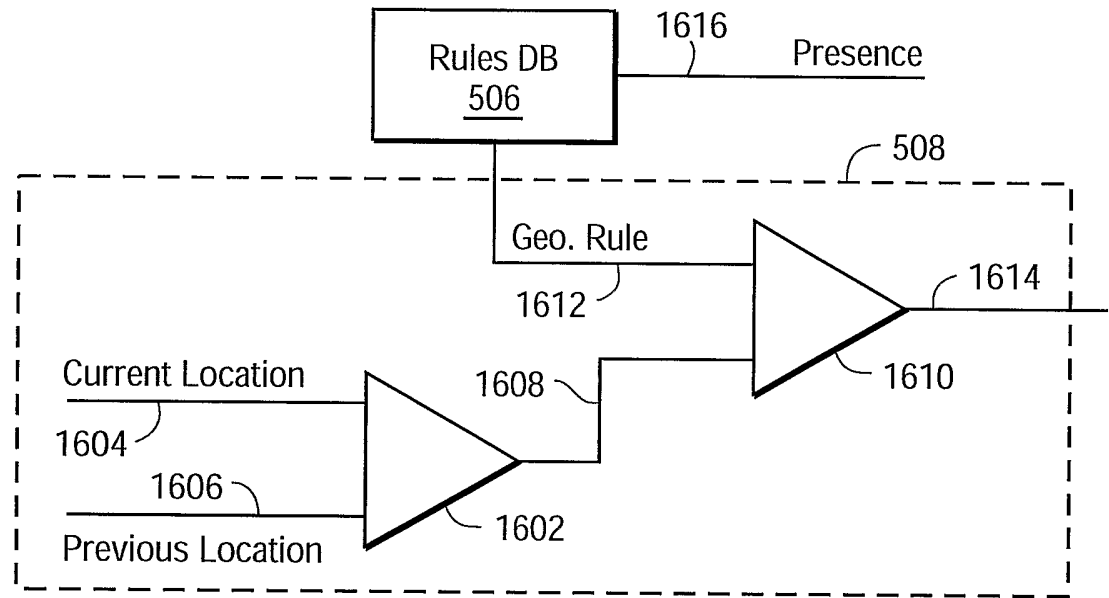 1616
Rules DB
506
Presence
508
Geo. Rule
1612
1614
Current Location
1608
1610
1604
1606
1602
Previous Location